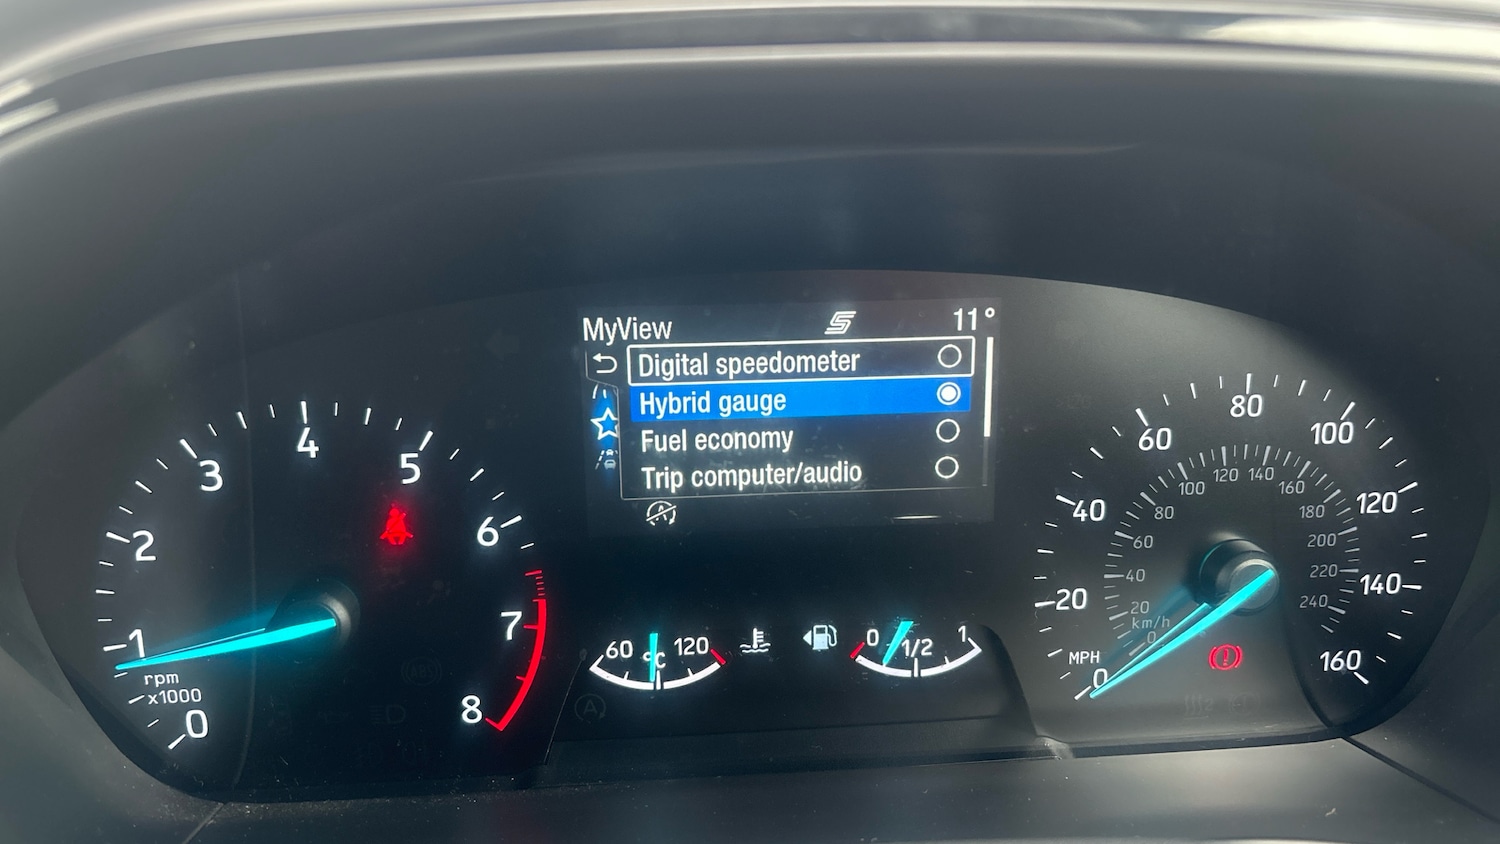 MyView
11°
Digital speedometer
Hybrid gauge
Fuel economy
Trip computer/audio
0
1
2
3
4
5
6
7
8
rpm
x1000
60 °C 120
0 1/2 1
MPH
0
20
40
60
80
100
120
140
160
km/h
0
20
40
60
80
100
120
140
160
180
200
220
240